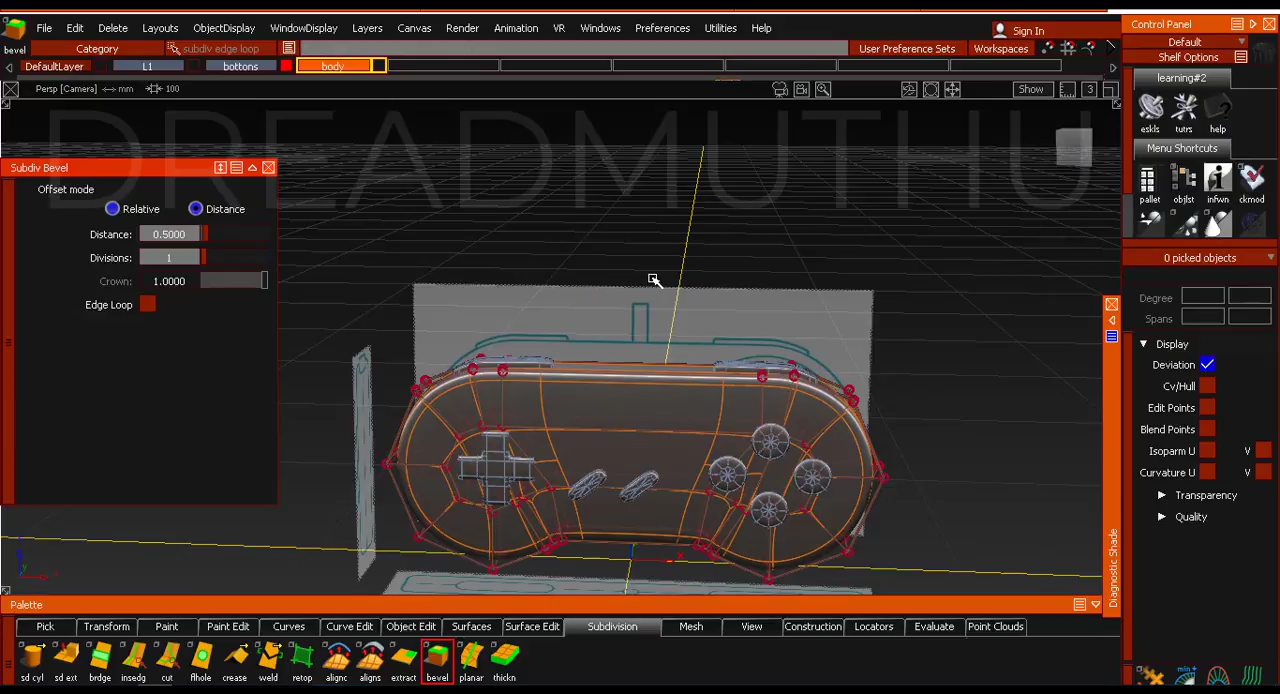 File Edit Delete Layouts ObjectDisplay WindowDisplay Layers Canvas Render Animation VR Windows Preferences Utilities Help Sign In
bevel Category subdiv edge loop User Preference Sets Workspaces
DefaultLayer L1 bottons body
Persp [Camera] mm 100 Show 3
DREADMUTHU
Subdiv Bevel
Offset mode
Relative Distance
Distance: 0.5000
Divisions: 1
Crown: 1.0000
Edge Loop
Control Panel
Default
Shelf Options
learning#2
eskls tutrs help
Menu Shortcuts
pallet objlst infwn ckmod
0 picked objects
Degree
Spans
Display
Deviation
Cv/Hull
Edit Points
Blend Points
Isoparm U V
Curvature U V
Transparency
Quality
Diagnostic Shade
Palette
Pick Transform Paint Paint Edit Curves Curve Edit Object Edit Surfaces Surface Edit Subdivision Mesh View Construction Locators Evaluate Point Clouds
sd cyl sd ext brdge insedg cut flhole crease weld retop alignc aligns extract bevel planar thickn
min